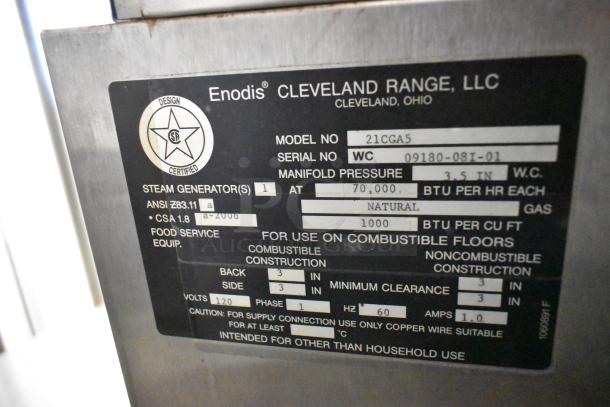 Enodis® CLEVELAND RANGE, LLC
CLEVELAND, OHIO
DESIGN
CERTIFIED
MODEL NO 21CGA5
SERIAL NO WC 09180-08I-01
MANIFOLD PRESSURE 3.5 IN W.C.
STEAM GENERATOR(S) 1 AT 70,000. BTU PER HR EACH
ANSI Z83.11 a NATURAL GAS
• CSA 1.8 a-2006 1000 BTU PER CU FT
FOOD SERVICE EQUIP.
FOR USE ON COMBUSTIBLE FLOORS
COMBUSTIBLE CONSTRUCTION
NONCOMBUSTIBLE CONSTRUCTION
BACK 3 IN MINIMUM CLEARANCE 3 IN
SIDE 3 IN 3 IN
VOLTS 120 PHASE 1 HZ 60 AMPS 1.0
CAUTION: FOR SUPPLY CONNECTION USE ONLY COPPER WIRE SUITABLE
FOR AT LEAST °C
INTENDED FOR OTHER THAN HOUSEHOLD USE
1060891 F